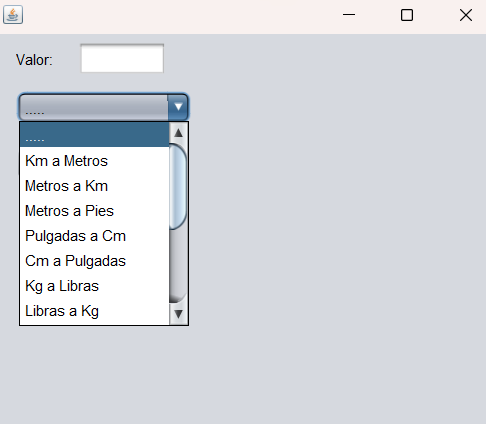 Valor:
.....
.....
Km a Metros
Metros a Km
Metros a Pies
Pulgadas a Cm
Cm a Pulgadas
Kg a Libras
Libras a Kg